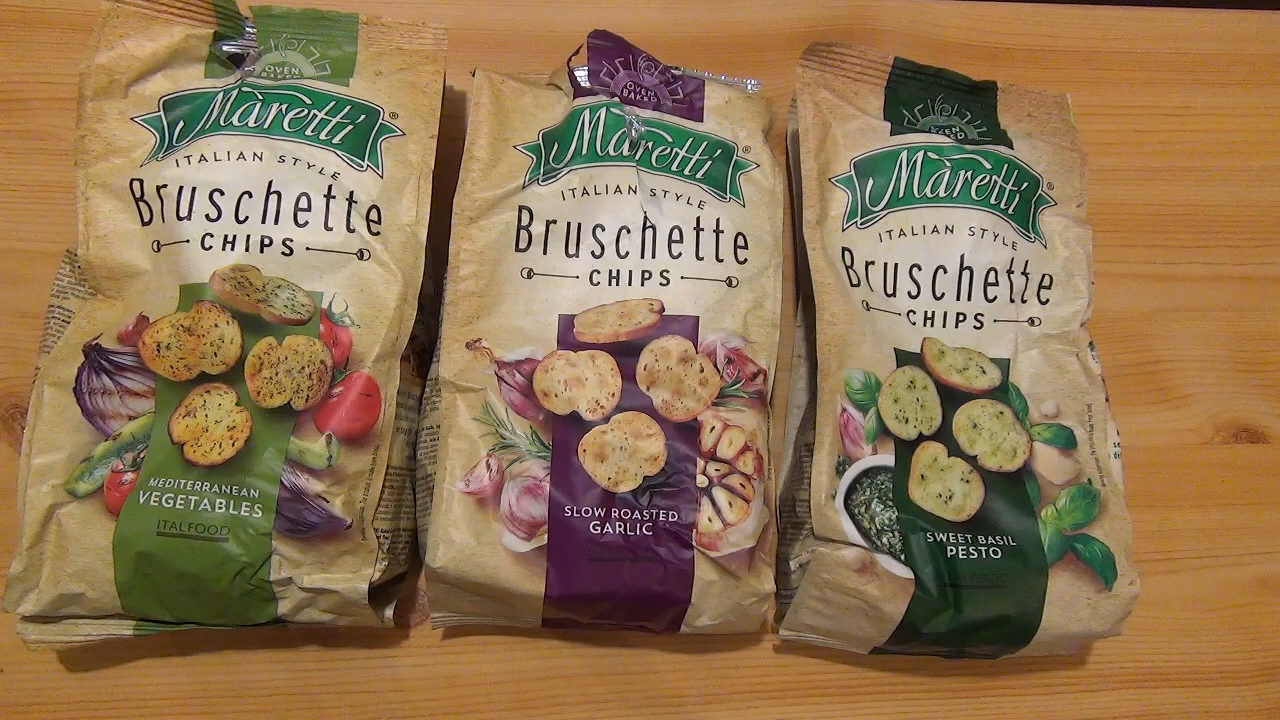 OVEN
BAKED
Maretti®
ITALIAN STYLE
Bruschette
CHIPS
MEDITERRANEAN
VEGETABLES
ITALFOOD
OVEN
BAKED
Maretti®
ITALIAN STYLE
Bruschette
CHIPS
SLOW ROASTED
GARLIC
OVEN
BAKED
Maretti®
ITALIAN STYLE
Bruschette
CHIPS
SWEET BASIL
PESTO